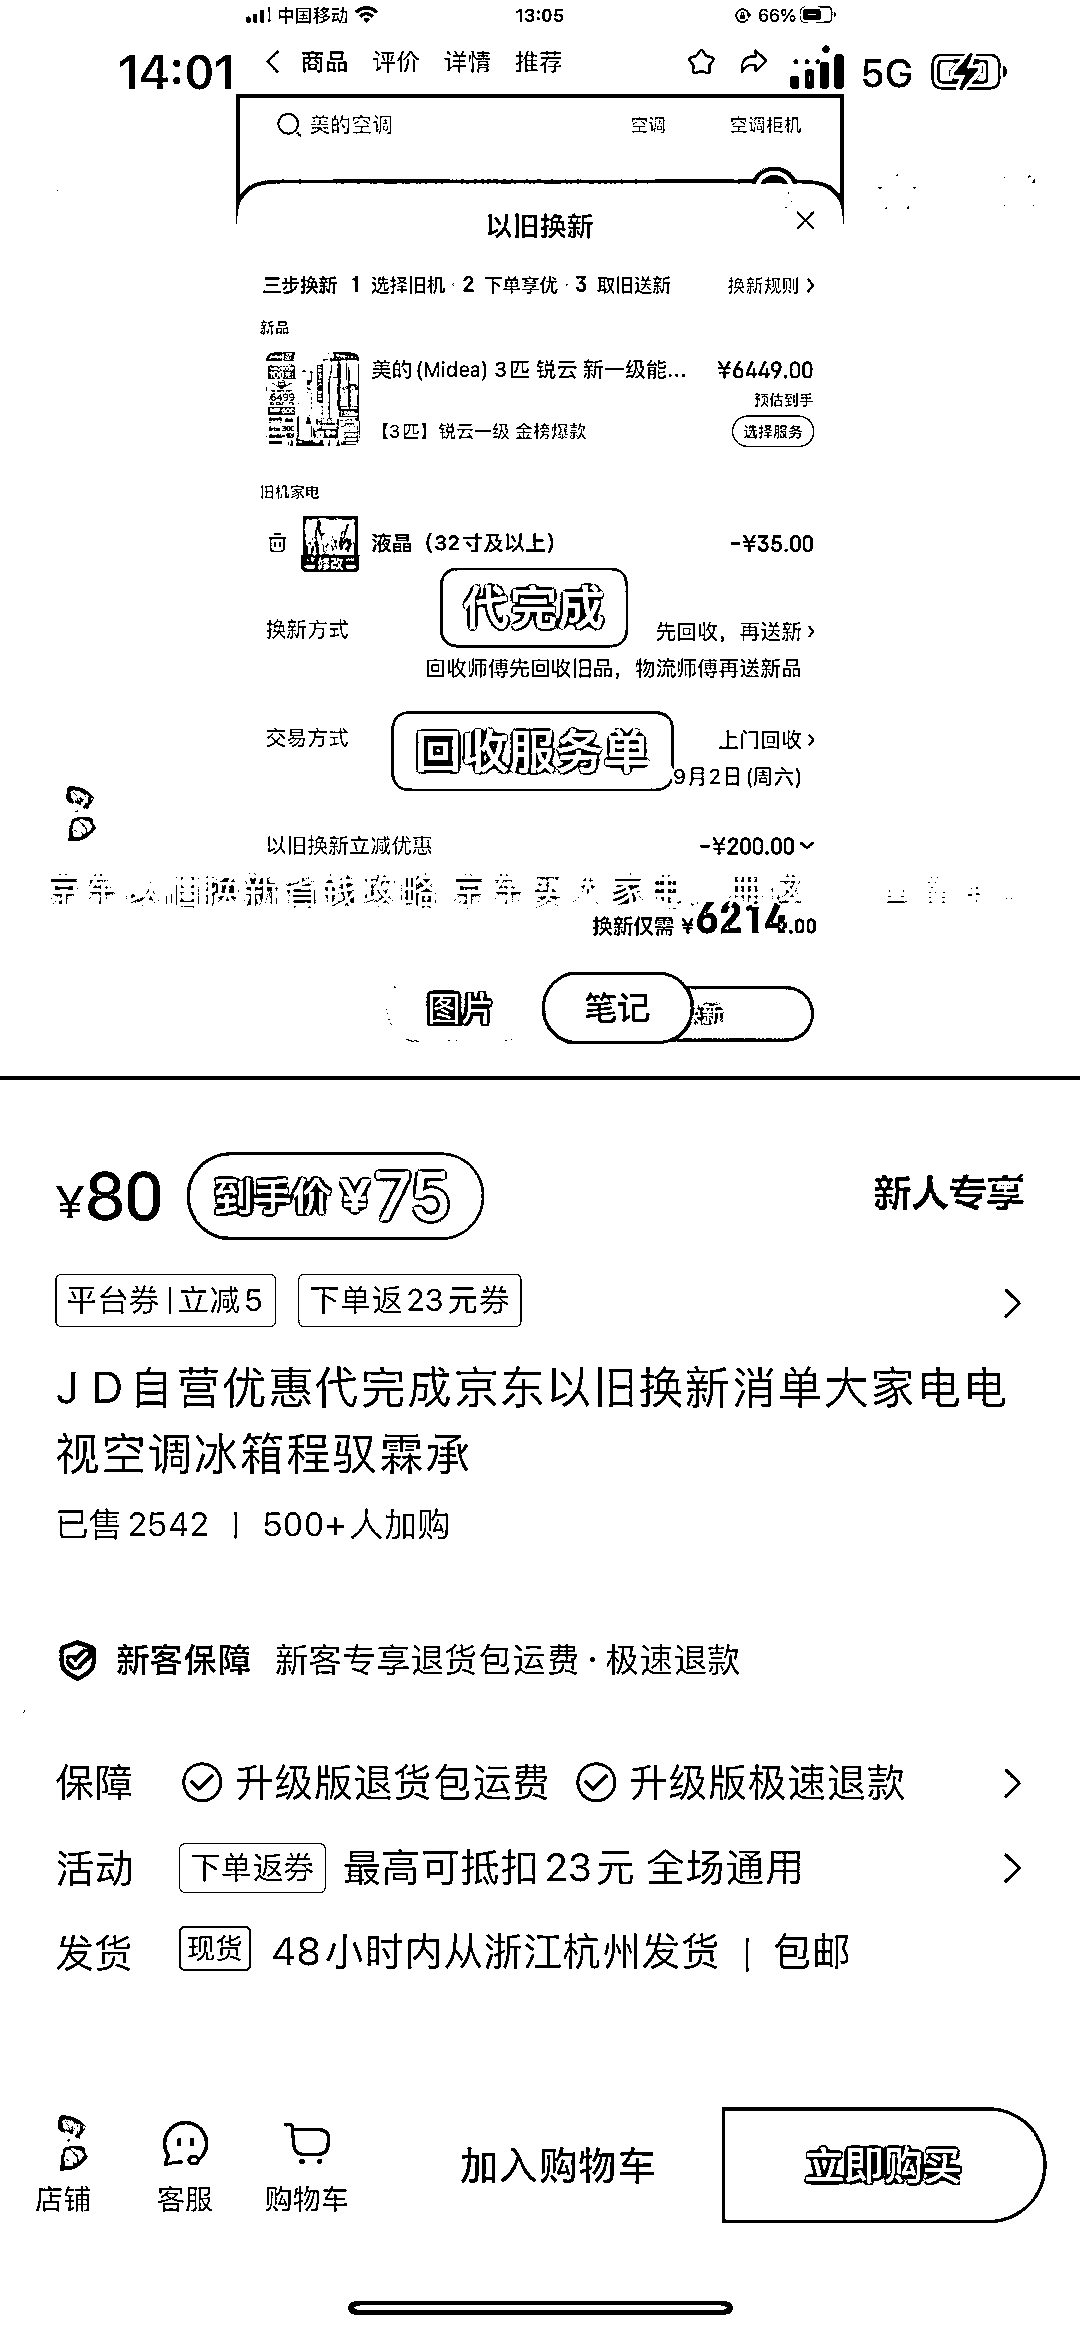 中国移动 13:05 66%
14:01 商品 评价 详情 推荐 5G
美的空调 空调 空调柜机
以旧换新
三步换新 1 选择旧机 · 2 下单享优 · 3 取旧送新 换新规则
新品
美的(Midea) 3匹 锐云 新一级能... ¥6449.00
预估到手
【3匹】锐云一级 金榜爆款 选择服务
旧机家电
液晶（32寸及以上） -¥35.00
修改
代完成
换新方式 先回收，再送新
回收师傅先回收旧品，物流师傅再送新品
回收服务单
交易方式 上门回收
9月2日(周六)
以旧换新立减优惠 -¥200.00
京东以旧换新省钱攻略 京东买大家电
换新仅需 ¥6214.00
图片 笔记
¥80 到手价 ¥75 新人专享
平台券|立减5 下单返23元券
JD自营优惠代完成京东以旧换新消单大家电电
视空调冰箱程驭霖承
已售2542 | 500+人加购
新客保障 新客专享退货包运费·极速退款
保障 升级版退货包运费 升级版极速退款
活动 下单返券 最高可抵扣23元 全场通用
发货 现货 48小时内从浙江杭州发货 | 包邮
店铺 客服 购物车 加入购物车 立即购买